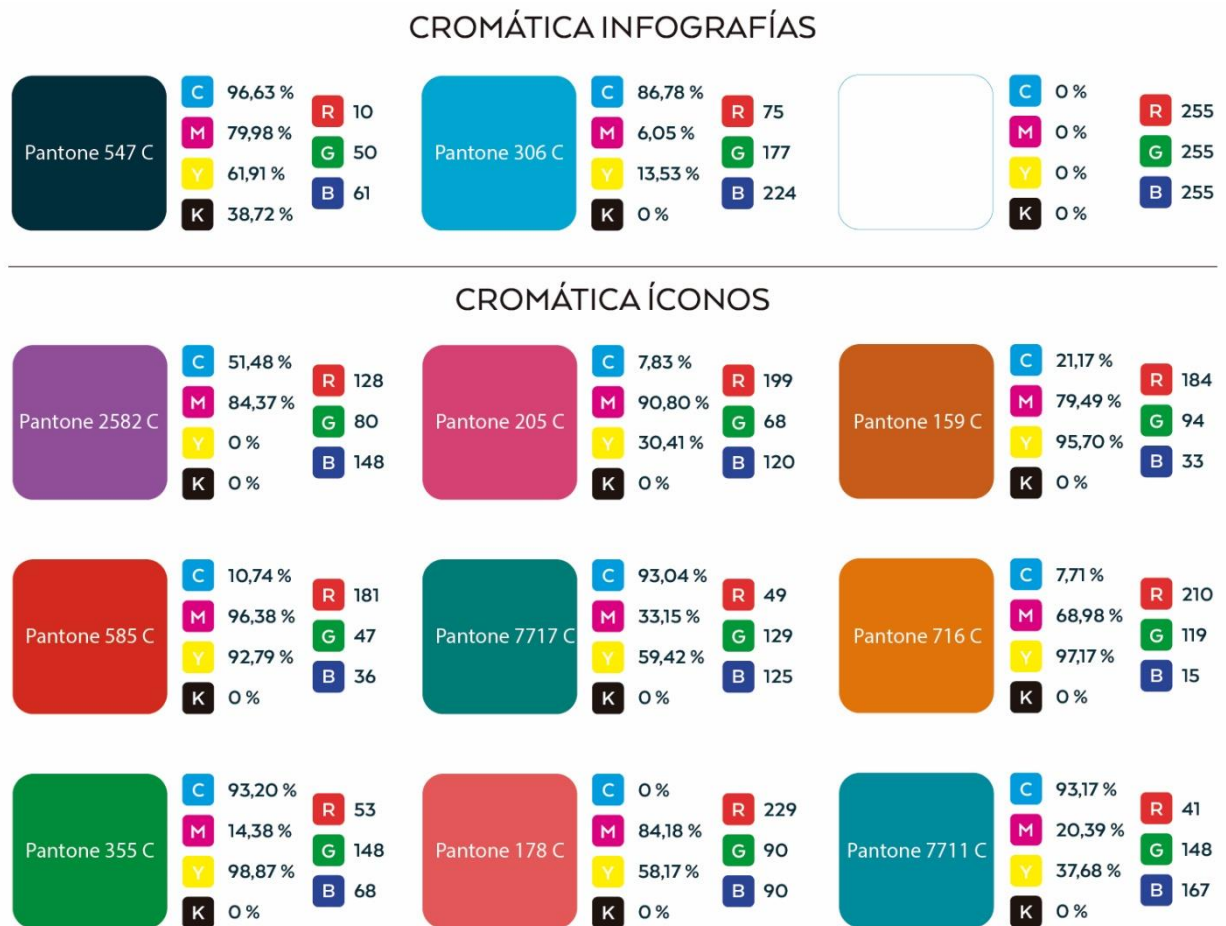 CROMÁTICA INFOGRAFÍAS
Pantone 547 C
C 96,63 %
M 79,98 %
Y 61,91 %
K 38,72 %
R 10
G 50
B 61
Pantone 306 C
C 86,78 %
M 6,05 %
Y 13,53 %
K 0 %
R 75
G 177
B 224
C 0 %
M 0 %
Y 0 %
K 0 %
R 255
G 255
B 255
CROMÁTICA ÍCONOS
Pantone 2582 C
C 51,48 %
M 84,37 %
Y 0 %
K 0 %
R 128
G 80
B 148
Pantone 205 C
C 7,83 %
M 90,80 %
Y 30,41 %
K 0 %
R 199
G 68
B 120
Pantone 159 C
C 21,17 %
M 79,49 %
Y 95,70 %
K 0 %
R 184
G 94
B 33
Pantone 585 C
C 10,74 %
M 96,38 %
Y 92,79 %
K 0 %
R 181
G 47
B 36
Pantone 7717 C
C 93,04 %
M 33,15 %
Y 59,42 %
K 0 %
R 49
G 129
B 125
Pantone 716 C
C 7,71 %
M 68,98 %
Y 97,17 %
K 0 %
R 210
G 119
B 15
Pantone 355 C
C 93,20 %
M 14,38 %
Y 98,87 %
K 0 %
R 53
G 148
B 68
Pantone 178 C
C 0 %
M 84,18 %
Y 58,17 %
K 0 %
R 229
G 90
B 90
Pantone 7711 C
C 93,17 %
M 20,39 %
Y 37,68 %
K 0 %
R 41
G 148
B 167